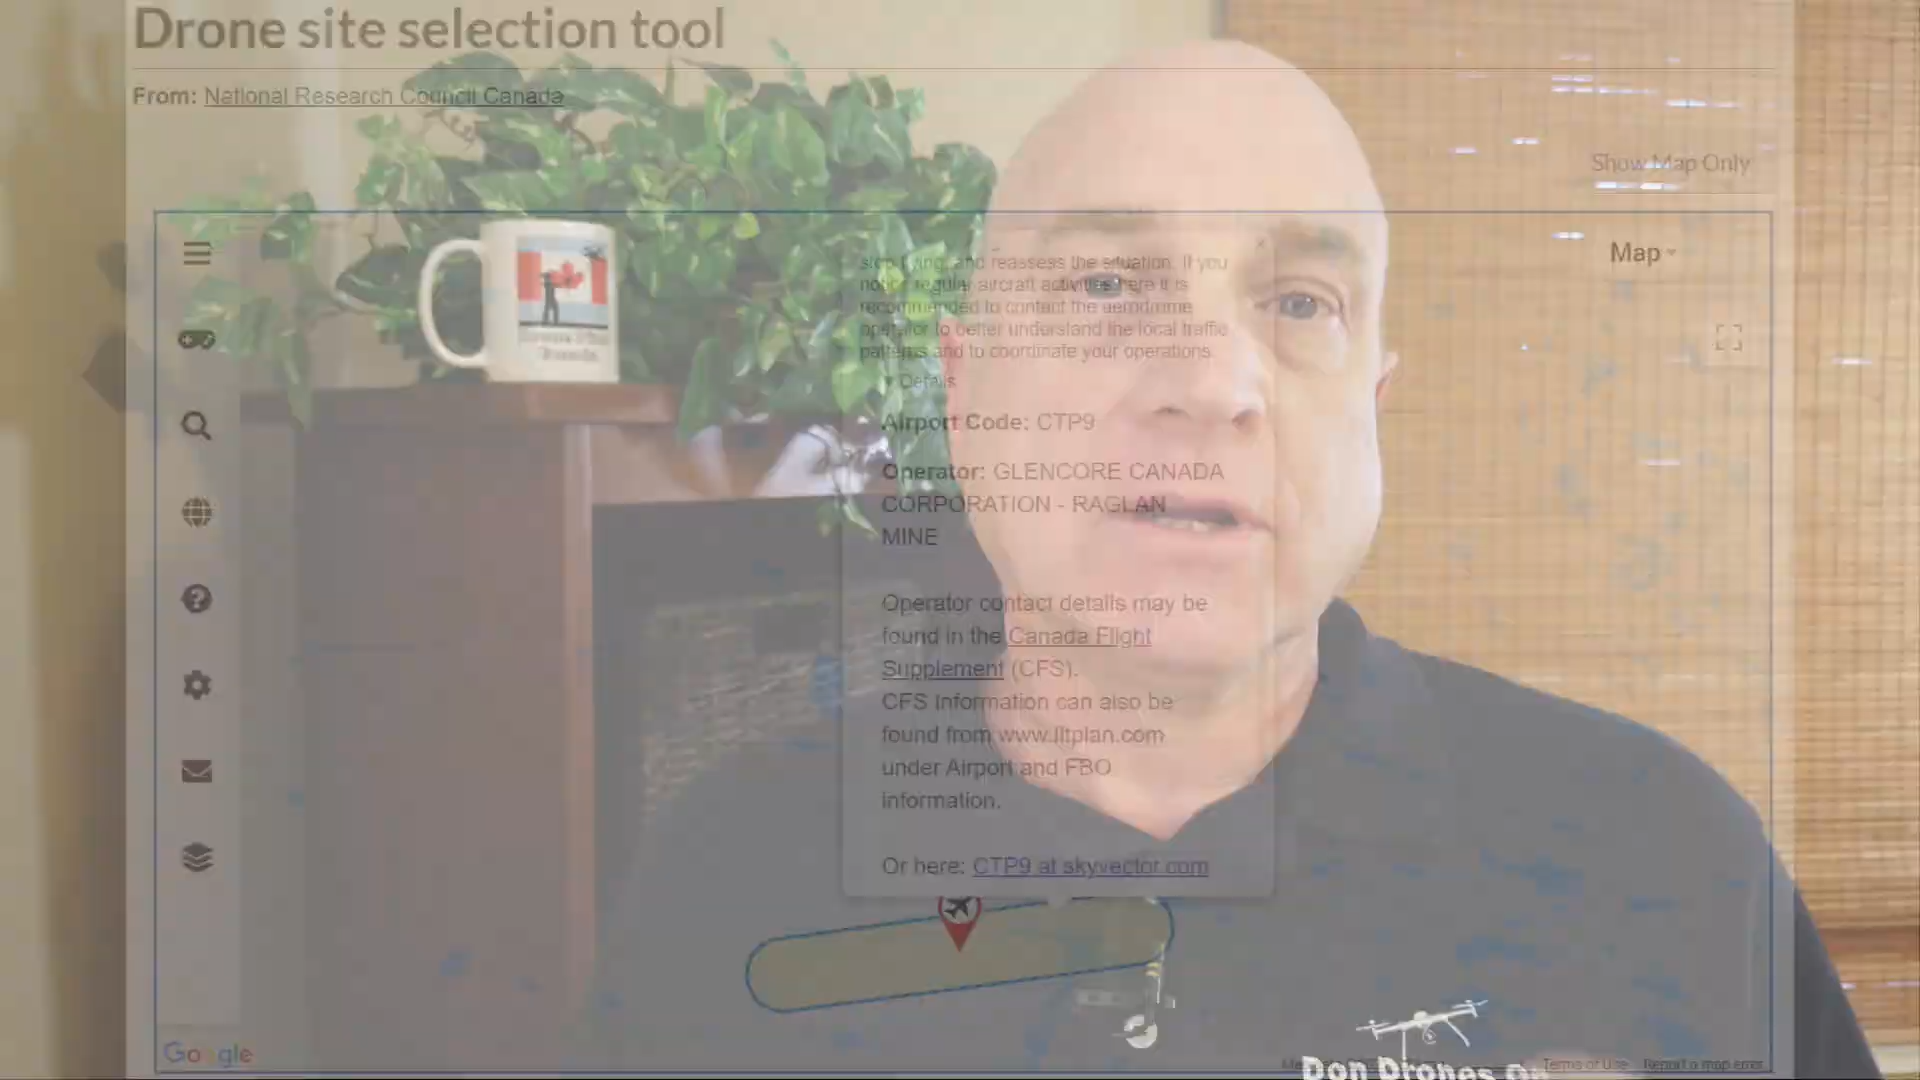 Drone site selection tool
From: National Research Council Canada
Show Map Only
Map
stop flying, and reassess the situation. If you
notice regular aircraft activities here it is
recommended to contact the aerodrome
operator to better understand the local traffic
patterns and to coordinate your operations.
▼ Details
Airport Code: CTP9
Operator: GLENCORE CANADA
CORPORATION - RAGLAN
MINE
Operator contact details may be
found in the Canada Flight
Supplement (CFS).
CFS Information can also be
found from www.fltplan.com
under Airport and FBO
information.
Or here: CTP9 at skyvector.com
Google
Terms of Use
Report a map error
Don Drones On